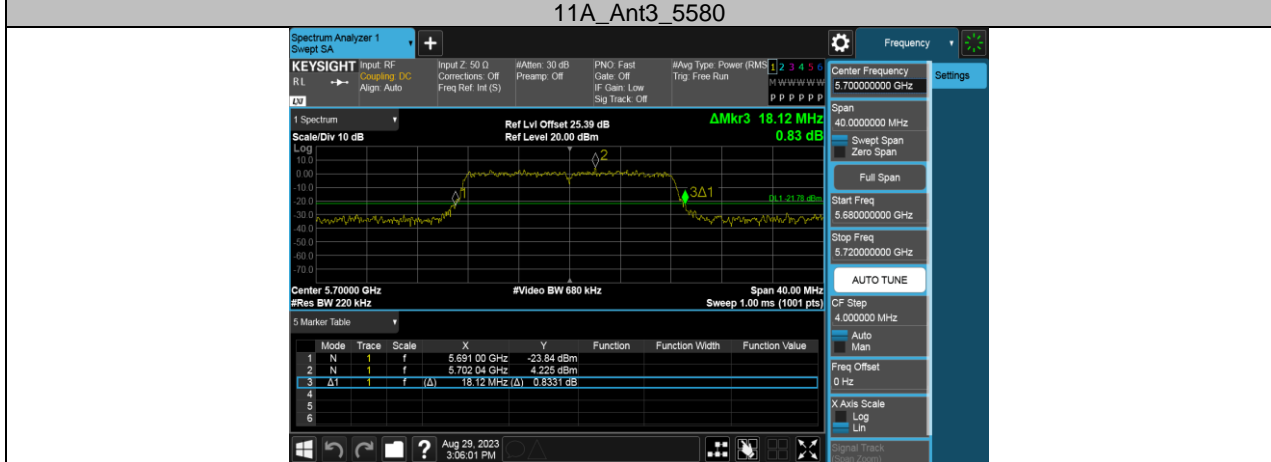 11A_Ant3_5580
Spectrum Analyzer 1
Swept SA
+
Frequency
KEYSIGHT
RL
LXI
Input: RF
Coupling: DC
Align: Auto
Input Z: 50 Ω
Corrections: Off
Freq Ref: Int (S)
#Atten: 30 dB
Preamp: Off
PNO: Fast
Gate: Off
IF Gain: Low
Sig Track: Off
#Avg Type: Power (RMS
Trig: Free Run
1 2 3 4 5 6
M W W W W W
P P P P P P
1 Spectrum
Scale/Div 10 dB
Ref Lvl Offset 25.39 dB
Ref Level 20.00 dBm
ΔMkr3 18.12 MHz
0.83 dB
Log
10.0
0.00
-10.0
-20.0
-30.0
-40.0
-50.0
-60.0
-70.0
1
2
3Δ1
DL1 -21.78 dBm
Center 5.70000 GHz
#Video BW 680 kHz
Span 40.00 MHz
#Res BW 220 kHz
Sweep 1.00 ms (1001 pts)
5 Marker Table
Mode Trace Scale X Y Function Function Width Function Value
1 N 1 f 5.691 00 GHz -23.84 dBm
2 N 1 f 5.702 04 GHz 4.225 dBm
3 Δ1 1 f (Δ) 18.12 MHz (Δ) 0.8331 dB
4
5
6
?
Aug 29, 2023
3:06:01 PM
Center Frequency
5.700000000 GHz
Settings
Span
40.0000000 MHz
Swept Span
Zero Span
Full Span
Start Freq
5.680000000 GHz
Stop Freq
5.720000000 GHz
AUTO TUNE
CF Step
4.000000 MHz
Auto
Man
Freq Offset
0 Hz
X Axis Scale
Log
Lin
Signal Track
(Span Zoom)